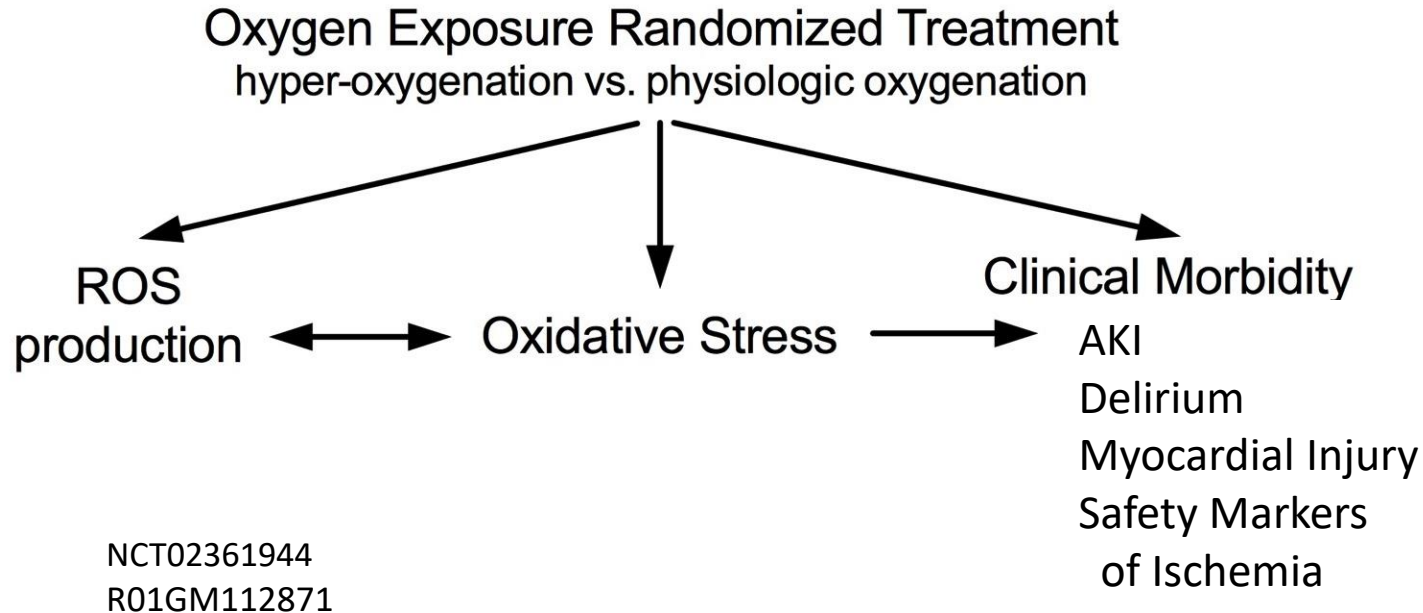 Oxygen Exposure Randomized Treatment
hyper-oxygenation vs. physiologic oxygenation
ROS
production
Oxidative Stress
Clinical Morbidity
AKI
Delirium
Myocardial Injury
Safety Markers
of Ischemia
NCT02361944
R01GM112871